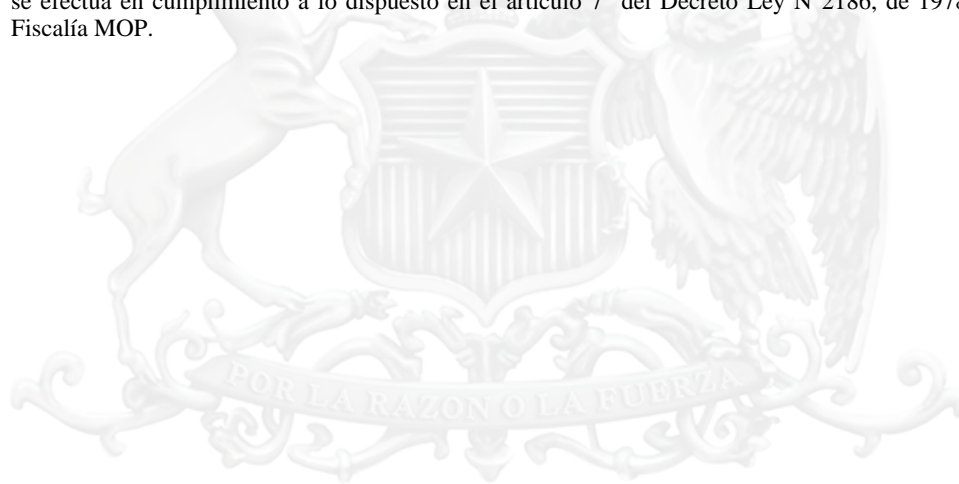 se efectúa en cumplimiento a lo dispuesto en el artículo 7° del Decreto Ley N°2186, de 1978
Fiscalía MOP.
POR LA RAZON O LA FUERZA